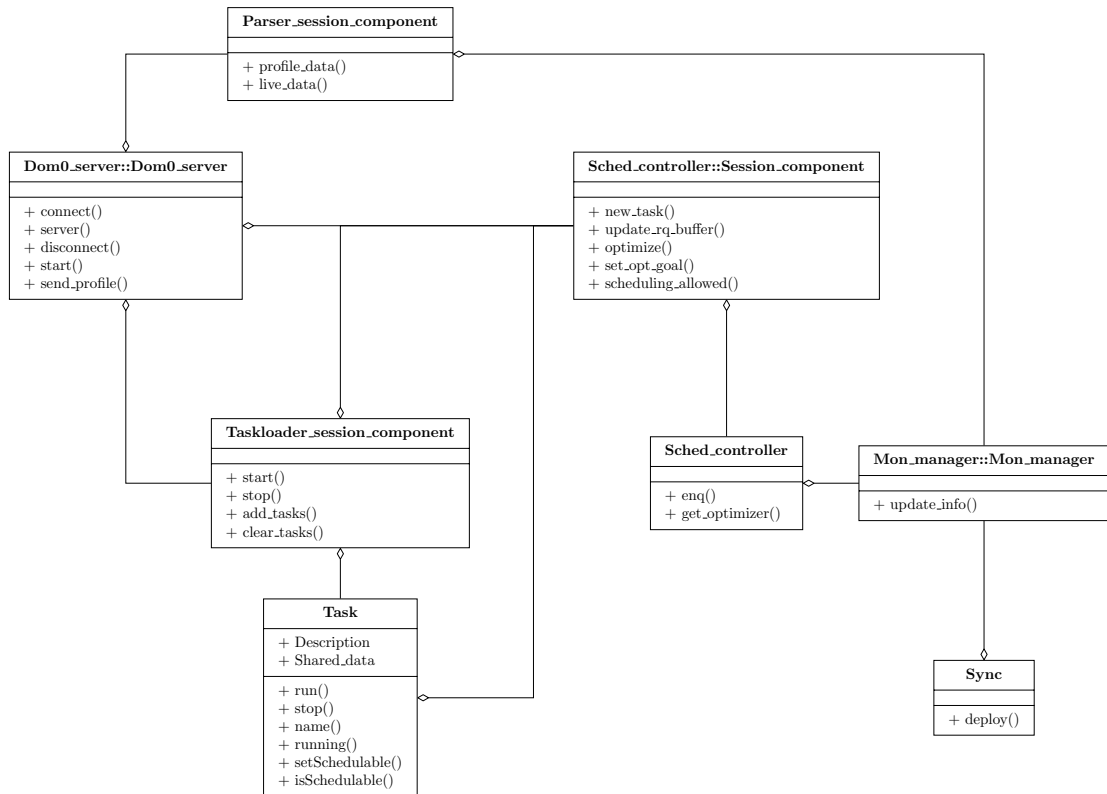 Parser_session_component
+ profile_data()
+ live_data()
Dom0_server::Dom0_server
+ connect()
+ server()
+ disconnect()
+ start()
+ send_profile()
Sched_controller::Session_component
+ new_task()
+ update_rq_buffer()
+ optimize()
+ set_opt_goal()
+ scheduling_allowed()
Taskloader_session_component
+ start()
+ stop()
+ add_tasks()
+ clear_tasks()
Sched_controller
+ enq()
+ get_optimizer()
Mon_manager::Mon_manager
+ update_info()
Task
+ Description
+ Shared_data
+ run()
+ stop()
+ name()
+ running()
+ setSchedulable()
+ isSchedulable()
Sync
+ deploy()